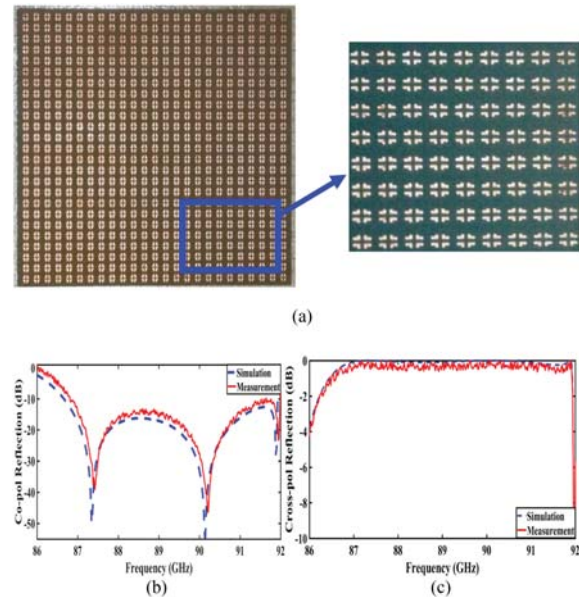 (a)
0
-10
-20
-30
-40
-50
Co-pol Reflection (dB)
Simulation
Measurement
86 87 88 89 90 91 92
Frequency (GHz)
(b)
0
-2
-4
-6
-8
-10
Cross-pol Reflection (dB)
Simulation
Measurement
86 87 88 89 90 91 92
Frequency (GHz)
(c)